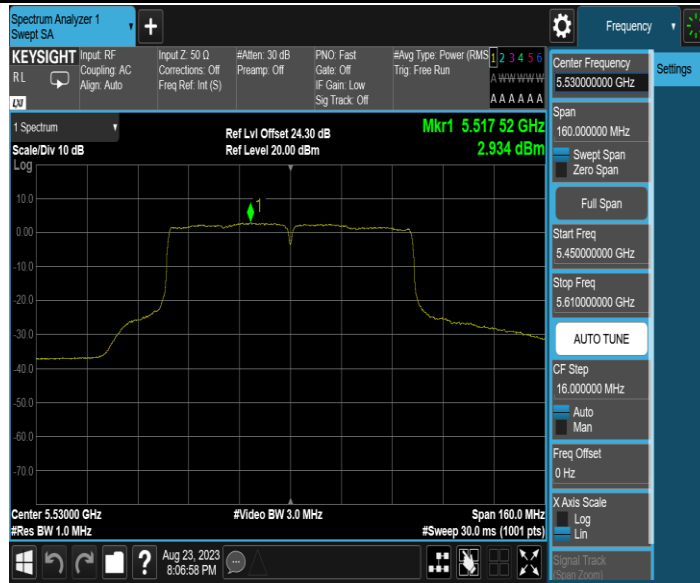 Spectrum Analyzer 1
Swept SA
Frequency
KEYSIGHT
RL
LXI
Input: RF
Coupling: AC
Align: Auto
Input Z: 50 Ω
Corrections: Off
Freq Ref: Int (S)
#Atten: 30 dB
Preamp: Off
PNO: Fast
Gate: Off
IF Gain: Low
Sig Track: Off
#Avg Type: Power (RMS
Trig: Free Run
1 2 3 4 5 6
A W W W W W
A A A A A A
1 Spectrum
Scale/Div 10 dB
Log
Ref Lvl Offset 24.30 dB
Ref Level 20.00 dBm
Mkr1 5.517 52 GHz
2.934 dBm
1
10.0
0.00
-10.0
-20.0
-30.0
-40.0
-50.0
-60.0
-70.0
Center 5.53000 GHz
#Res BW 1.0 MHz
#Video BW 3.0 MHz
Span 160.0 MHz
#Sweep 30.0 ms (1001 pts)
Center Frequency
5.530000000 GHz
Settings
Span
160.000000 MHz
Swept Span
Zero Span
Full Span
Start Freq
5.450000000 GHz
Stop Freq
5.610000000 GHz
AUTO TUNE
CF Step
16.000000 MHz
Auto
Man
Freq Offset
0 Hz
X Axis Scale
Log
Lin
Signal Track
(Span Zoom)
?
Aug 23, 2023
8:06:58 PM